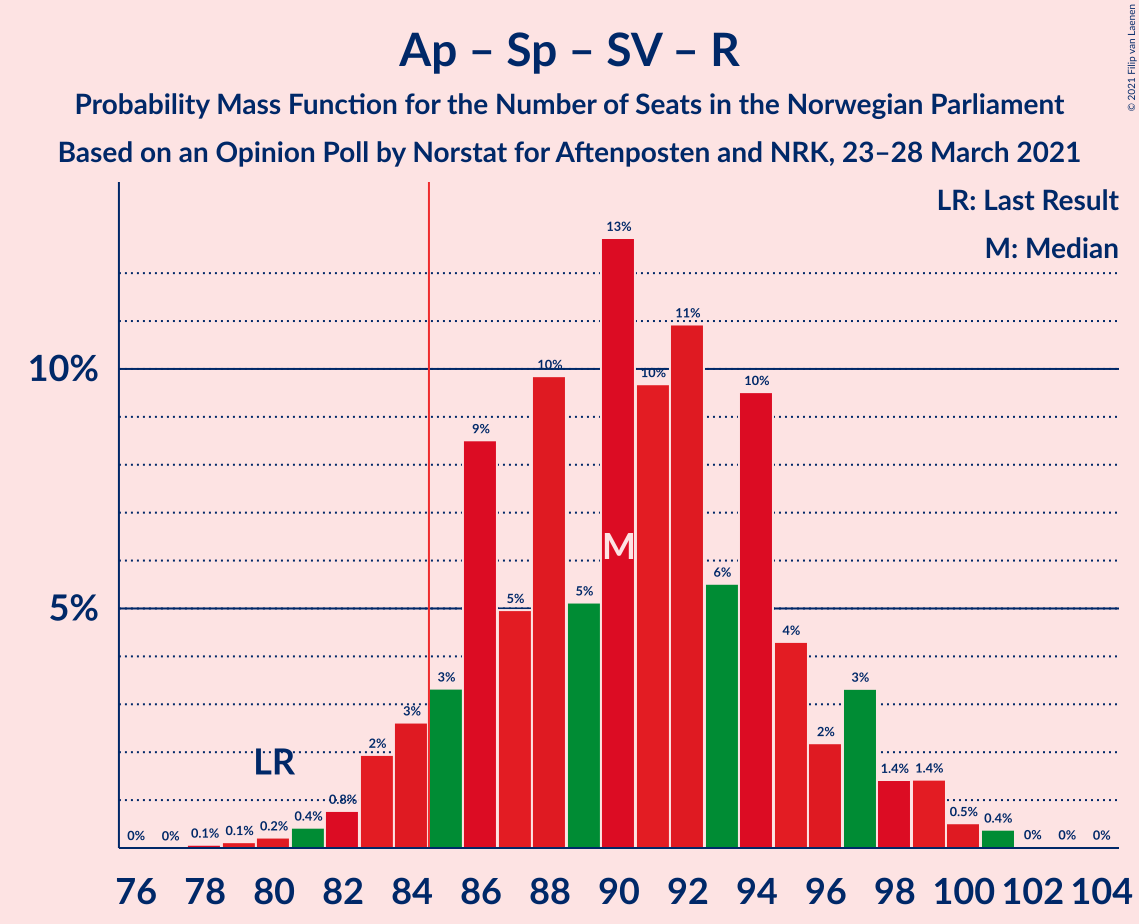 © 2021 Filip van Laenen
Ap – Sp – SV – R
Probability Mass Function for the Number of Seats in the Norwegian Parliament
Based on an Opinion Poll by Norstat for Aftenposten and NRK, 23–28 March 2021
LR: Last Result
M: Median
10%
5%
0% 0% 0.1% 0.1% 0.2% 0.4% 0.8% 2% 3% 3% 9% 5% 10% 5% 13% 10% 11% 6% 10% 4% 2% 3% 1.4% 1.4% 0.5% 0.4% 0% 0% 0%
LR
M
76 78 80 82 84 86 88 90 92 94 96 98 100 102 104